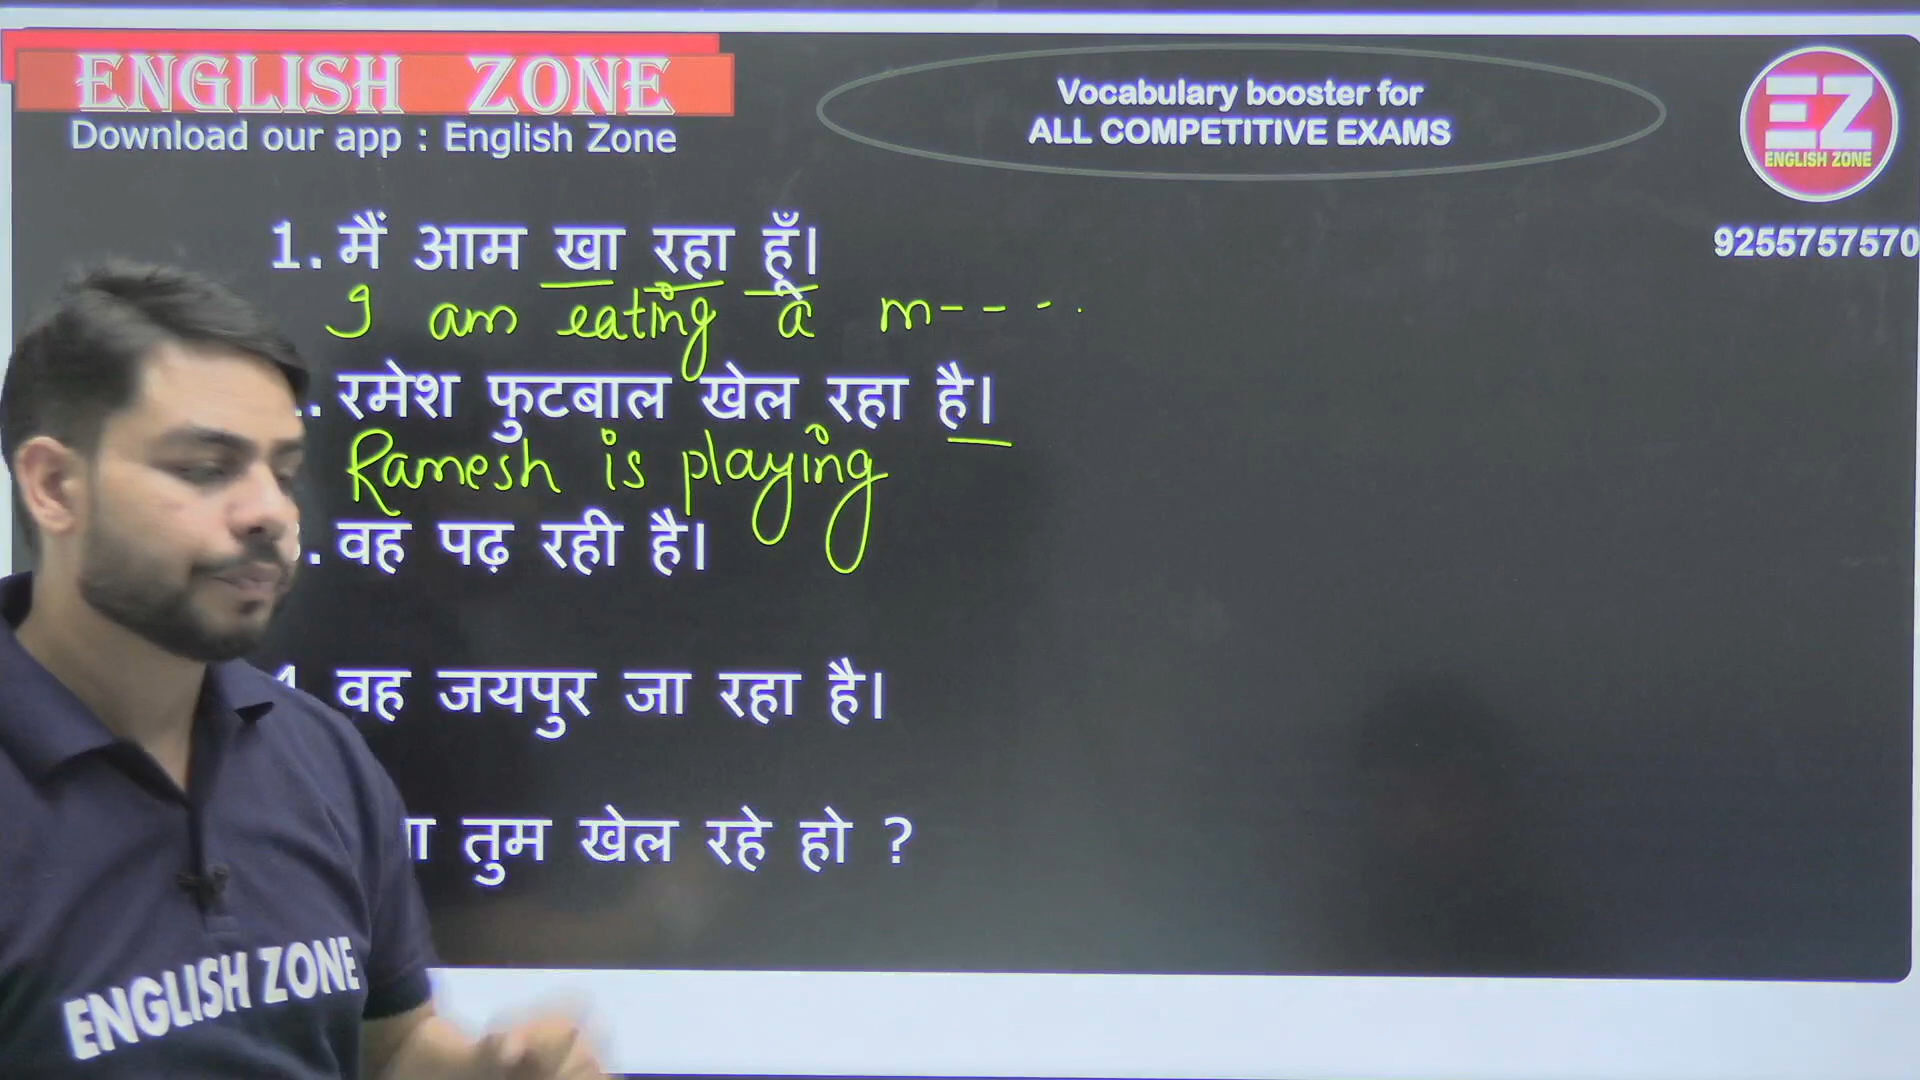 ENGLISH ZONE
Download our app : English Zone
Vocabulary booster for
ALL COMPETITIVE EXAMS
EZ
ENGLISH ZONE
9255757570
1. मैं आम खा रहा हूँ।
I am eating a m-----
. रमेश फुटबाल खेल रहा है।
Ramesh is playing
. वह पढ़ रही है।
वह जयपुर जा रहा है।
तुम खेल रहे हो ?
ENGLISH ZONE